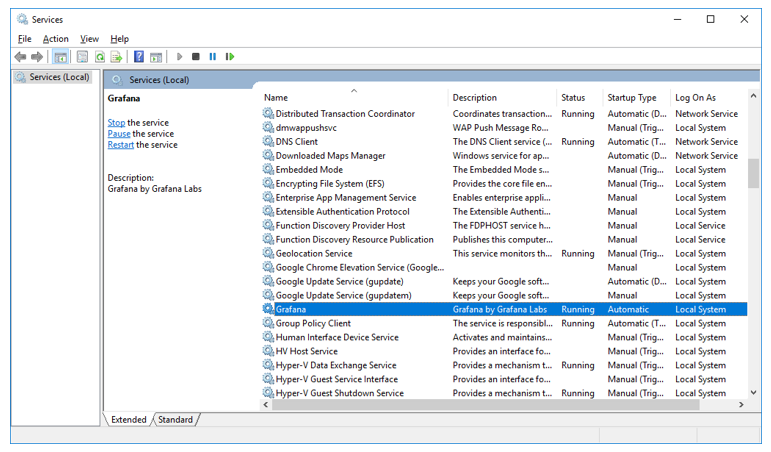 Services
File Action View Help
Services (Local)
Services (Local)
Grafana
Stop the service
Pause the service
Restart the service
Description:
Grafana by Grafana Labs
Name Description Status Startup Type Log On As
Distributed Transaction Coordinator Coordinates transaction... Running Automatic (D... Network Service
dmwappushsvc WAP Push Message Ro... Manual (Trig... Local System
DNS Client The DNS Client service (... Running Automatic (T... Network Service
Downloaded Maps Manager Windows service for ap... Automatic (D... Network Service
Embedded Mode The Embedded Mode s... Manual (Trig... Local System
Encrypting File System (EFS) Provides the core file en... Manual (Trig... Local System
Enterprise App Management Service Enables enterprise appli... Manual Local System
Extensible Authentication Protocol The Extensible Authenti... Manual Local System
Function Discovery Provider Host The FDPHOST service h... Manual Local Service
Function Discovery Resource Publication Publishes this computer... Manual Local Service
Geolocation Service This service monitors th... Running Manual (Trig... Local System
Google Chrome Elevation Service (Google... Manual Local System
Google Update Service (gupdate) Keeps your Google soft... Automatic (D... Local System
Google Update Service (gupdatem) Keeps your Google soft... Manual Local System
Grafana Grafana by Grafana Labs Running Automatic Local System
Group Policy Client The service is responsibl... Running Automatic (T... Local System
Human Interface Device Service Activates and maintains... Manual (Trig... Local System
HV Host Service Provides an interface fo... Manual (Trig... Local System
Hyper-V Data Exchange Service Provides a mechanism t... Running Manual (Trig... Local System
Hyper-V Guest Service Interface Provides an interface fo... Manual (Trig... Local System
Hyper-V Guest Shutdown Service Provides a mechanism t... Running Manual (Trig... Local System
Extended Standard